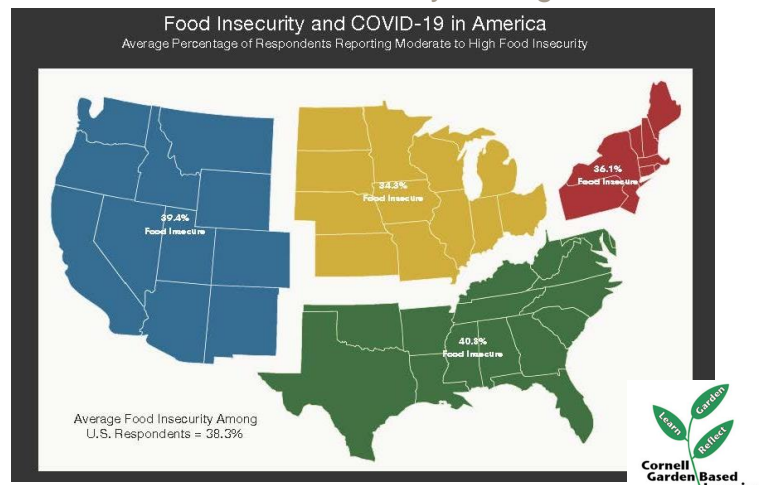 Food Insecurity and COVID-19 in America
Average Percentage of Respondents Reporting Moderate to High Food Insecurity
36.1%
Food Insecure
34.3%
Food Insecure
39.4%
Food Insecure
40.8%
Food Insecure
Average Food Insecurity Among
U.S. Respondents = 38.3%
Learn
Garden
Reflect
Cornell
Garden Based